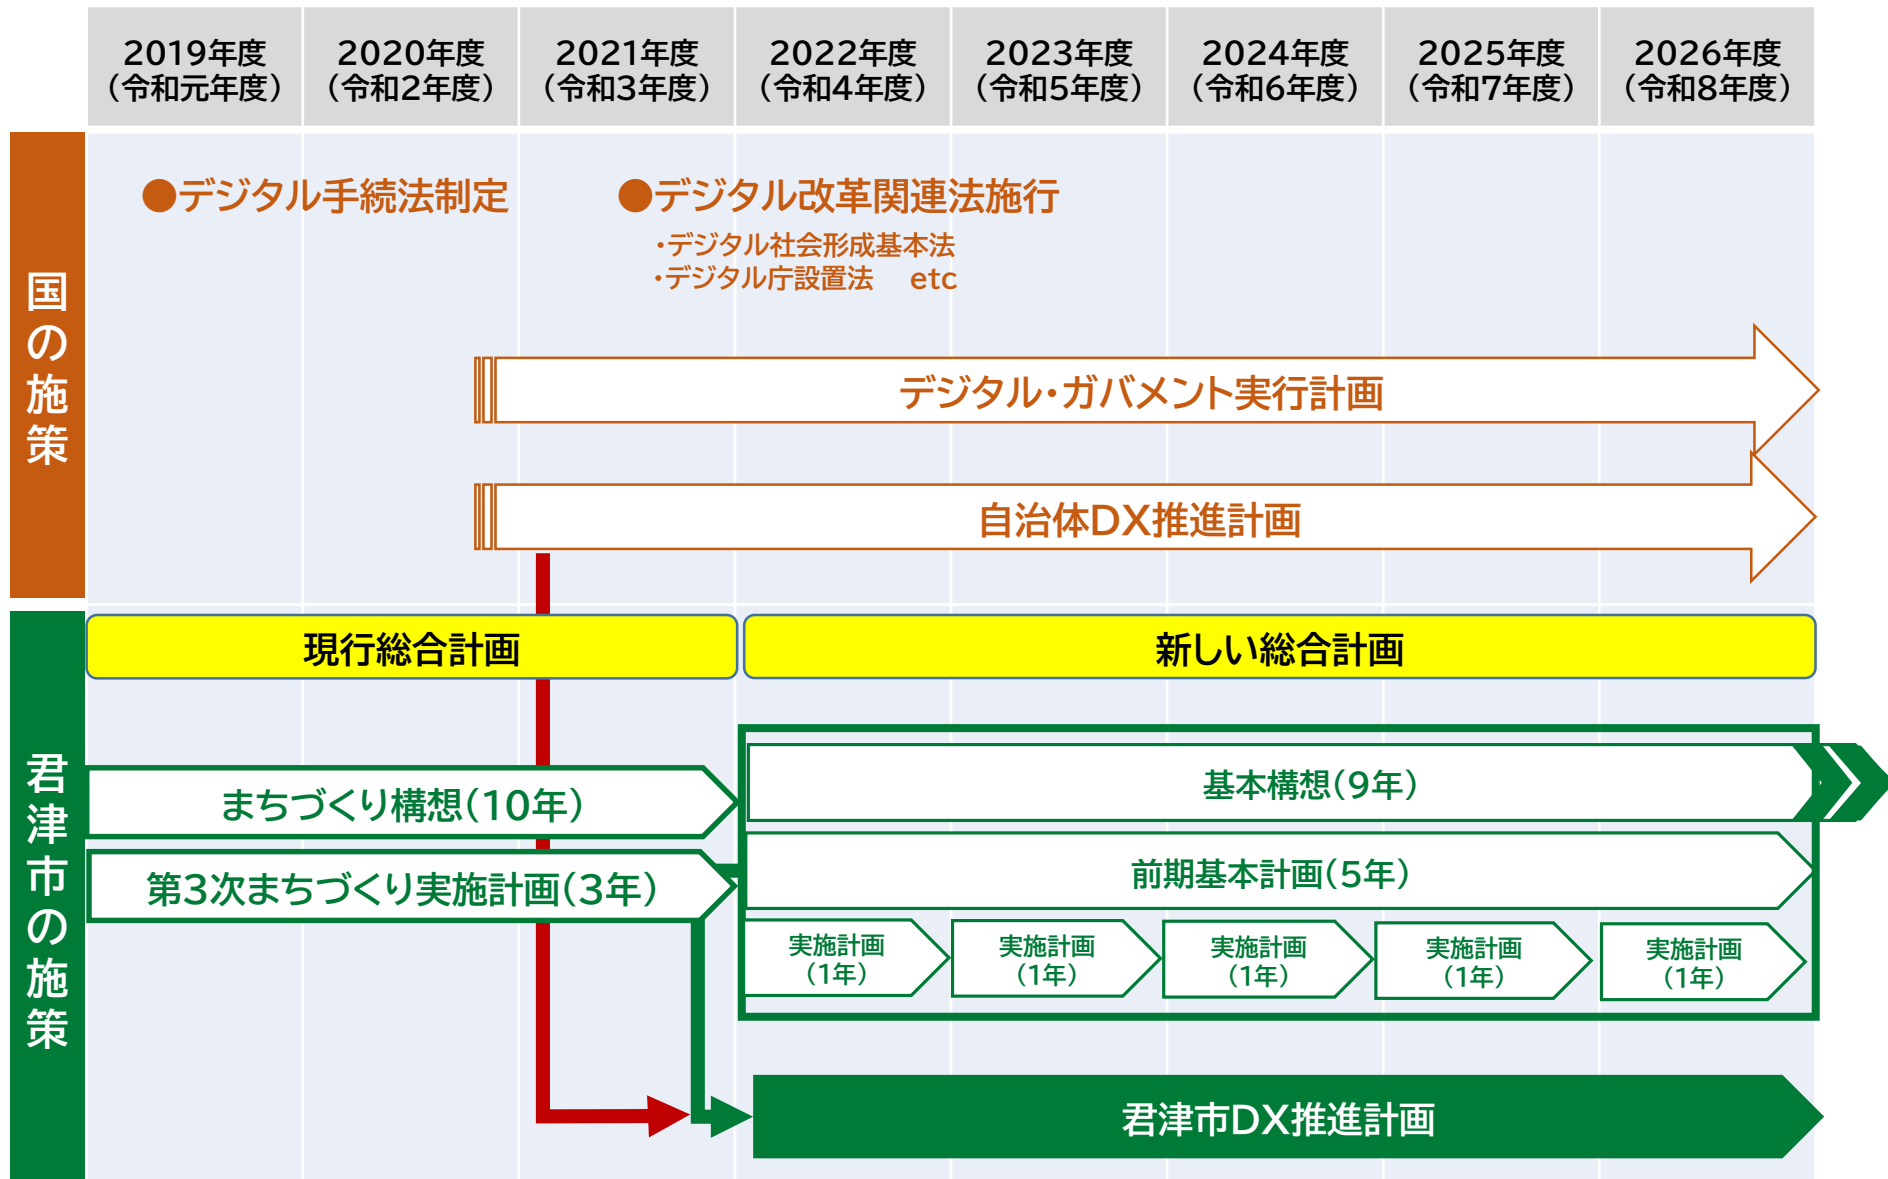 2019年度
（令和元年度）
2020年度
（令和2年度）
2021年度
（令和3年度）
2022年度
（令和4年度）
2023年度
（令和5年度）
2024年度
（令和6年度）
2025年度
（令和7年度）
2026年度
（令和8年度）
国の施策
●デジタル手続法制定
●デジタル改革関連法施行
・デジタル社会形成基本法
・デジタル庁設置法　etc
デジタル・ガバメント実行計画
自治体DX推進計画
君津市の施策
現行総合計画
新しい総合計画
まちづくり構想（10年）
基本構想（9年）
第3次まちづくり実施計画（3年）
前期基本計画（5年）
実施計画
（1年）
実施計画
（1年）
実施計画
（1年）
実施計画
（1年）
実施計画
（1年）
君津市DX推進計画